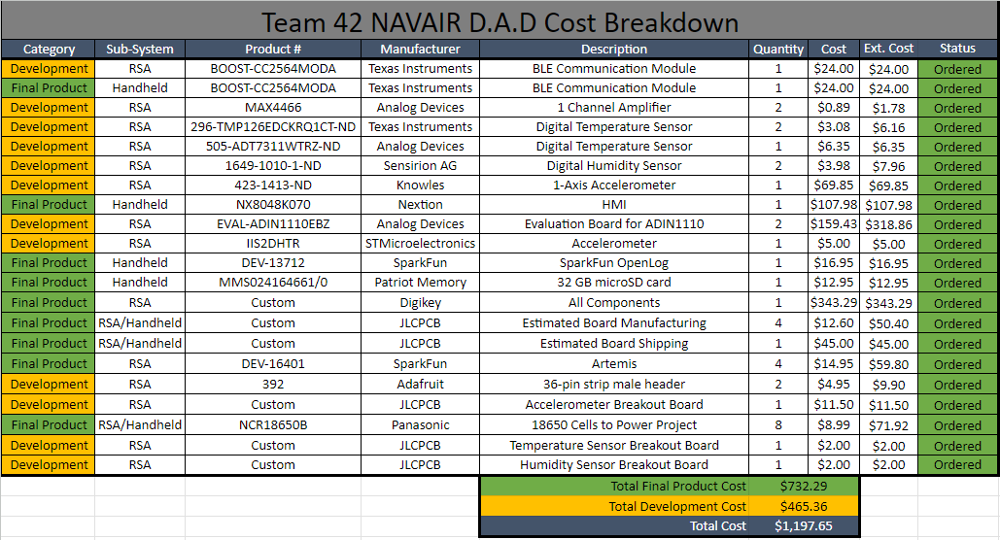 Team 42 NAVAIR D.A.D Cost Breakdown
Category Sub-System Product # Manufacturer Description Quantity Cost Ext. Cost Status
Development RSA BOOST-CC2564MODA Texas Instruments BLE Communication Module 1 $24.00 $24.00 Ordered
Final Product Handheld BOOST-CC2564MODA Texas Instruments BLE Communication Module 1 $24.00 $24.00 Ordered
Development RSA MAX4466 Analog Devices 1 Channel Amplifier 2 $0.89 $1.78 Ordered
Development RSA 296-TMP126EDCKRQ1CT-ND Texas Instruments Digital Temperature Sensor 2 $3.08 $6.16 Ordered
Development RSA 505-ADT7311WTRZ-ND Analog Devices Digital Temperature Sensor 1 $6.35 $6.35 Ordered
Development RSA 1649-1010-1-ND Sensirion AG Digital Humidity Sensor 2 $3.98 $7.96 Ordered
Development RSA 423-1413-ND Knowles 1-Axis Accelerometer 1 $69.85 $69.85 Ordered
Final Product Handheld NX8048K070 Nextion HMI 1 $107.98 $107.98 Ordered
Development RSA EVAL-ADIN1110EBZ Analog Devices Evaluation Board for ADIN1110 2 $159.43 $318.86 Ordered
Development RSA IIS2DHTR STMicroelectronics Accelerometer 1 $5.00 $5.00 Ordered
Final Product Handheld DEV-13712 SparkFun SparkFun OpenLog 1 $16.95 $16.95 Ordered
Final Product Handheld MMS024164661/0 Patriot Memory 32 GB microSD card 1 $12.95 $12.95 Ordered
Final Product RSA Custom Digikey All Components 1 $343.29 $343.29 Ordered
Final Product RSA/Handheld Custom JLCPCB Estimated Board Manufacturing 4 $12.60 $50.40 Ordered
Final Product RSA/Handheld Custom JLCPCB Estimated Board Shipping 1 $45.00 $45.00 Ordered
Final Product RSA DEV-16401 SparkFun Artemis 4 $14.95 $59.80 Ordered
Development RSA 392 Adafruit 36-pin strip male header 2 $4.95 $9.90 Ordered
Development RSA Custom JLCPCB Accelerometer Breakout Board 1 $11.50 $11.50 Ordered
Final Product RSA/Handheld NCR18650B Panasonic 18650 Cells to Power Project 8 $8.99 $71.92 Ordered
Development RSA Custom JLCPCB Temperature Sensor Breakout Board 1 $2.00 $2.00 Ordered
Development RSA Custom JLCPCB Humidity Sensor Breakout Board 1 $2.00 $2.00 Ordered
Total Final Product Cost $732.29
Total Development Cost $465.36
Total Cost $1,197.65